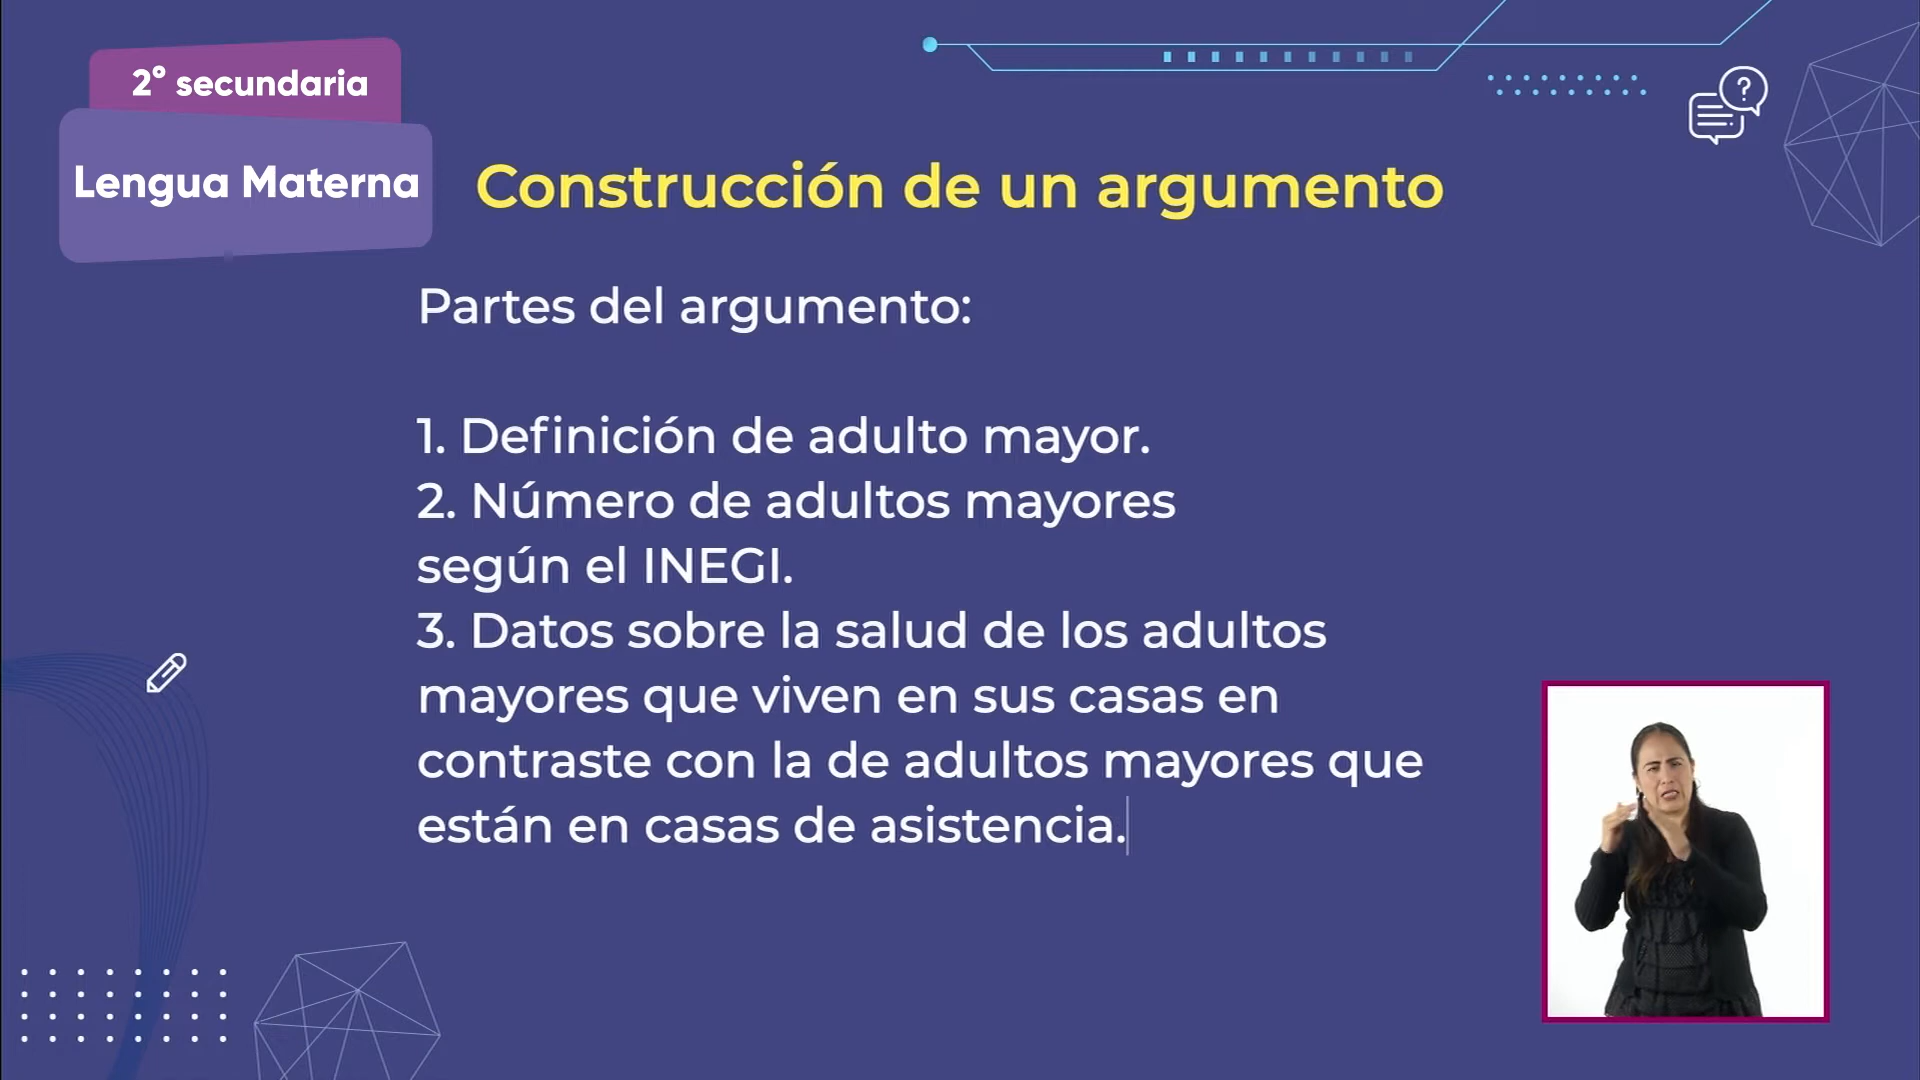 2° secundaria
Lengua Materna
Construcción de un argumento
Partes del argumento:
1. Definición de adulto mayor.
2. Número de adultos mayores
según el INEGI.
3. Datos sobre la salud de los adultos
mayores que viven en sus casas en
contraste con la de adultos mayores que
están en casas de asistencia.